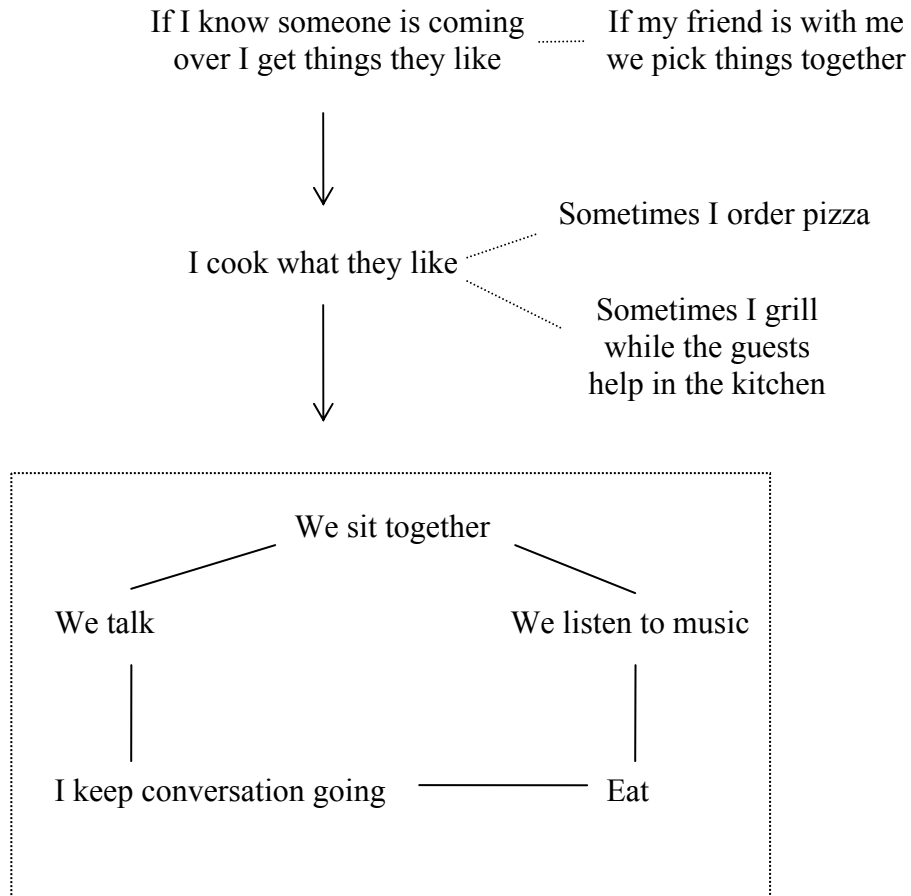 If I know someone is coming
over I get things they like
If my friend is with me
we pick things together
Sometimes I order pizza
I cook what they like
Sometimes I grill
while the guests
help in the kitchen
We sit together
We talk
We listen to music
I keep conversation going
Eat